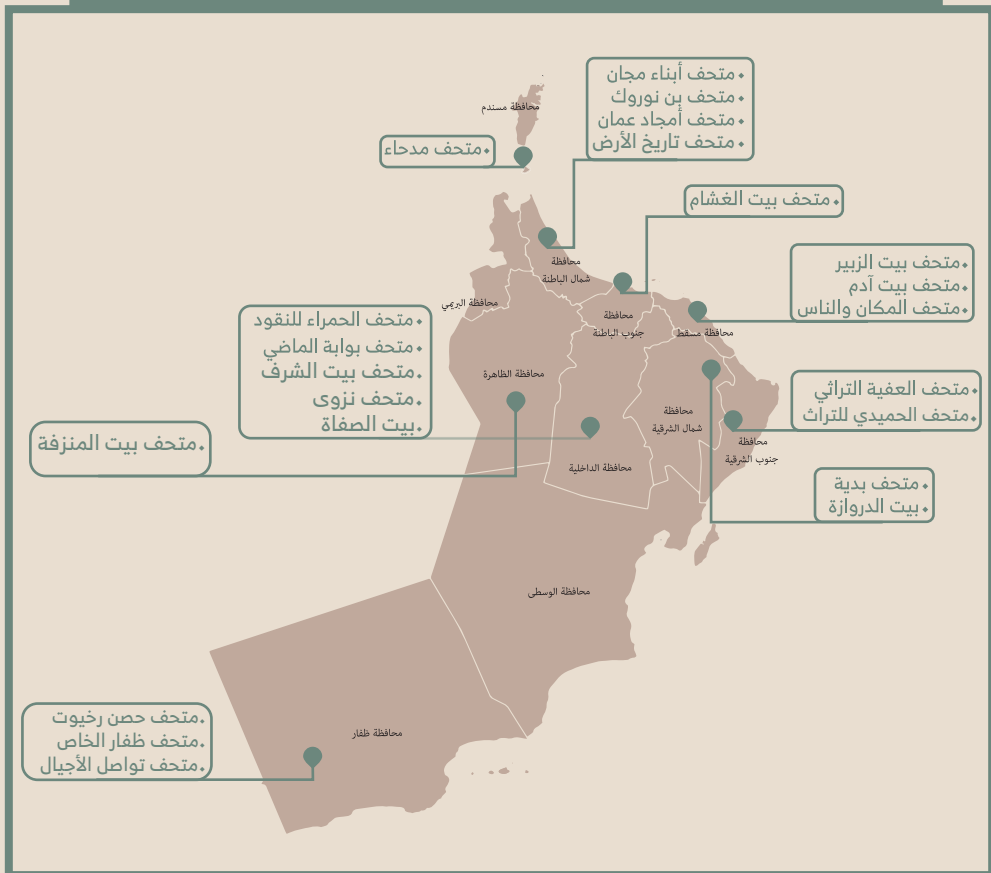 • متحف أبناء مجان
• متحف بن نوروك
• متحف أمجاد عمان
• متحف تاريخ الأرض
محافظة مسندم
• متحف مدحاء
• متحف بيت الغشام
• متحف بيت الزبير
• متحف بيت آدم
• متحف المكان والناس
محافظة
شمال الباطنة
محافظة البريمي
محافظة
جنوب الباطنة
محافظة مسقط
• متحف الحمراء للنقود
• متحف بوابة الماضي
• متحف بيت الشرف
• متحف نزوى
• بيت الصفاة
محافظة الظاهرة
• متحف العفية التراثي
• متحف الحميدي للتراث
محافظة
شمال الشرقية
محافظة
جنوب الشرقية
• متحف بيت المنزفة
محافظة الداخلية
• متحف بدية
• بيت الدروازة
محافظة الوسطى
• متحف حصن رخيوت
• متحف ظفار الخاص
• متحف تواصل الأجيال
محافظة ظفار